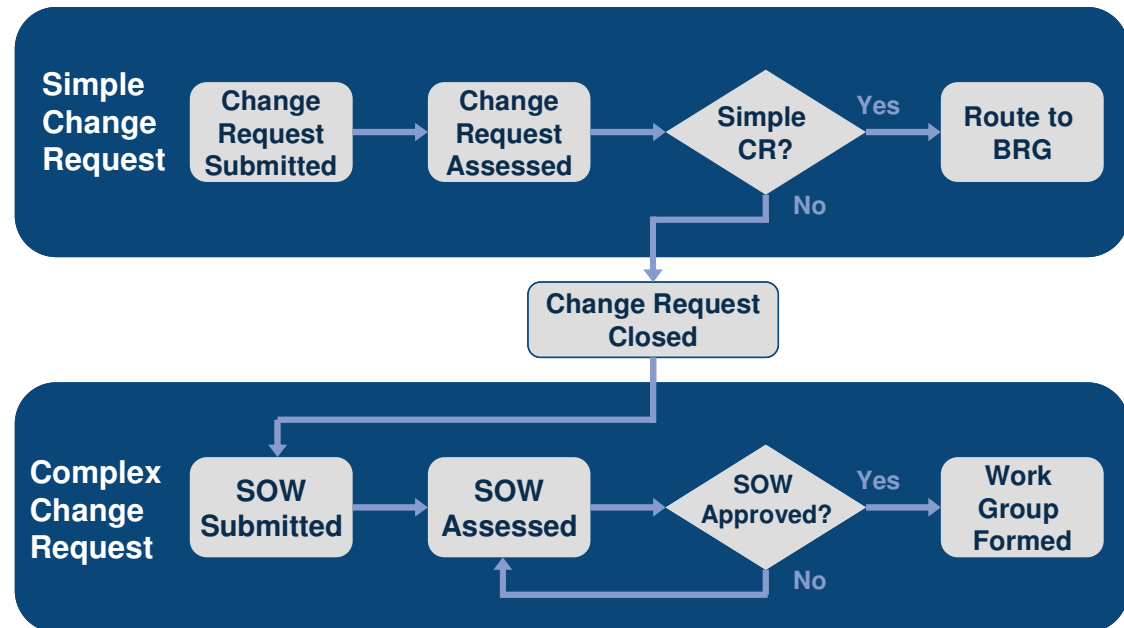 Simple
Change
Request
Change
Request
Submitted
Change
Request
Assessed
Simple
CR?
Yes
Route to
BRG
No
Change Request
Closed
Complex
Change
Request
SOW
Submitted
SOW
Assessed
SOW
Approved?
Yes
Work
Group
Formed
No